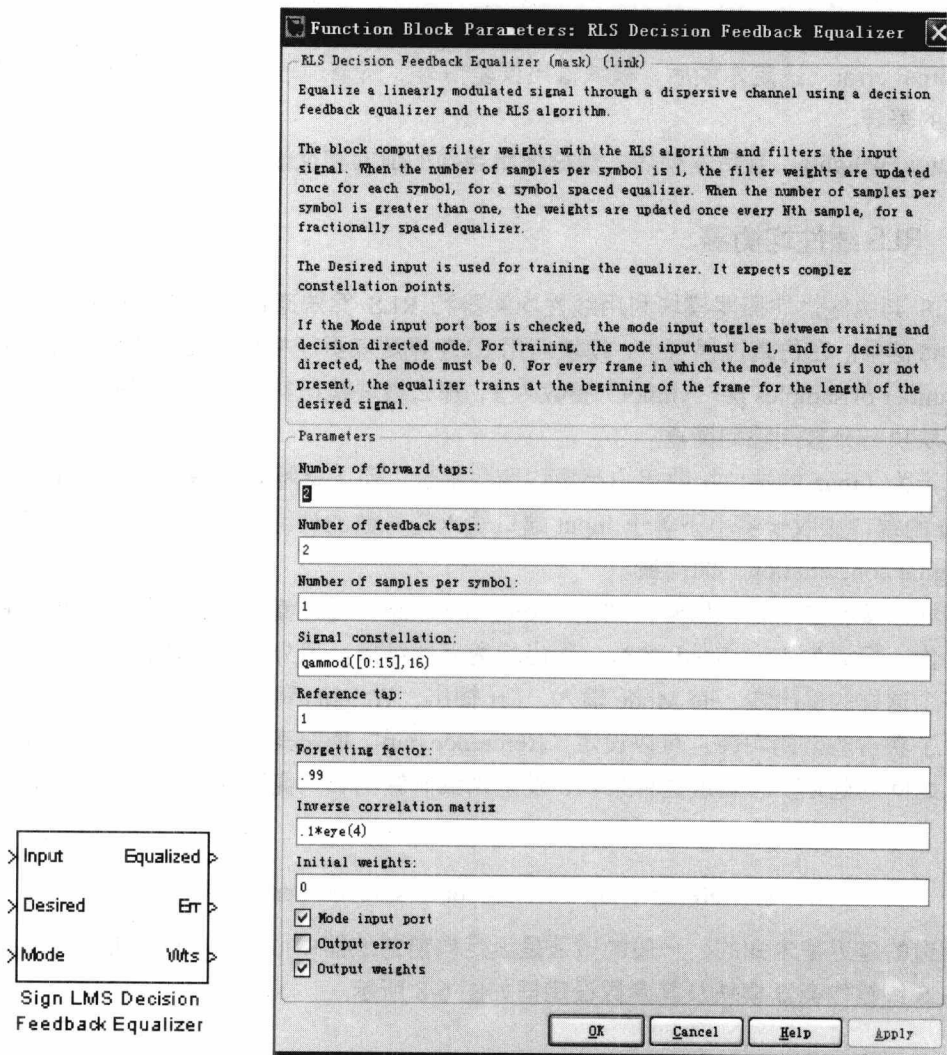 Function Block Parameters: RLS Decision Feedback Equalizer
RLS Decision Feedback Equalizer (mask) (link)
Equalize a linearly modulated signal through a dispersive channel using a decision
feedback equalizer and the RLS algorithm.
The block computes filter weights with the RLS algorithm and filters the input
signal. When the number of samples per symbol is 1, the filter weights are updated
once for each symbol, for a symbol spaced equalizer. When the number of samples per
symbol is greater than one, the weights are updated once every Nth sample, for a
fractionally spaced equalizer.
The Desired input is used for training the equalizer. It expects complex
constellation points.
If the Mode input port box is checked, the mode input toggles between training and
decision directed mode. For training, the mode input must be 1, and for decision
directed, the mode must be 0. For every frame in which the mode input is 1 or not
present, the equalizer trains at the beginning of the frame for the length of the
desired signal.
Parameters
Number of forward taps:
2
Number of feedback taps:
2
Number of samples per symbol:
1
Signal constellation:
qammod([0:15],16)
Reference tap:
1
Forgetting factor:
.99
Inverse correlation matrix
.1*eye(4)
Initial weights:
0
Mode input port
Output error
Output weights
OK Cancel Help Apply
Input Equalized
Desired Err
Mode Wts
Sign LMS Decision
Feedback Equalizer